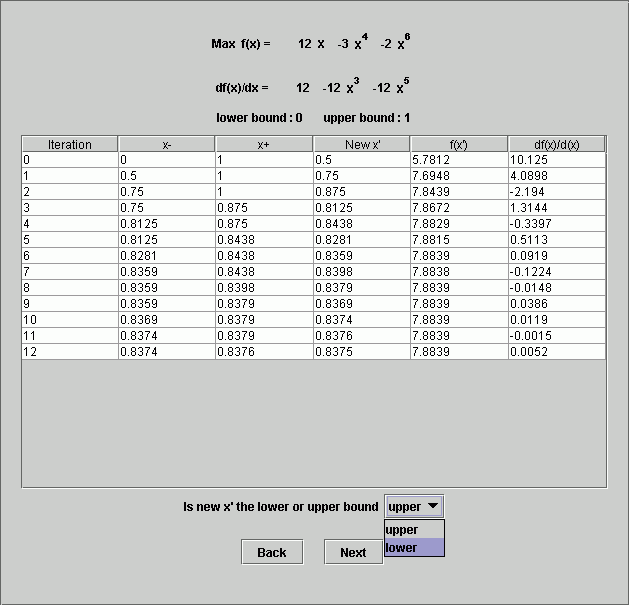 Max f(x) = 12 x -3 x4 -2 x6
df(x)/dx = 12 -12 x3 -12 x5
lower bound : 0 upper bound : 1
Iteration x- x+ New x' f(x') df(x)/d(x)
0 0 1 0.5 5.7812 10.125
1 0.5 1 0.75 7.6948 4.0898
2 0.75 1 0.875 7.8439 -2.194
3 0.75 0.875 0.8125 7.8672 1.3144
4 0.8125 0.875 0.8438 7.8829 -0.3397
5 0.8125 0.8438 0.8281 7.8815 0.5113
6 0.8281 0.8438 0.8359 7.8839 0.0919
7 0.8359 0.8438 0.8398 7.8838 -0.1224
8 0.8359 0.8398 0.8379 7.8839 -0.0148
9 0.8359 0.8379 0.8369 7.8839 0.0386
10 0.8369 0.8379 0.8374 7.8839 0.0119
11 0.8374 0.8379 0.8376 7.8839 -0.0015
12 0.8374 0.8376 0.8375 7.8839 0.0052
Is new x' the lower or upper bound upper
upper
lower
Back Next